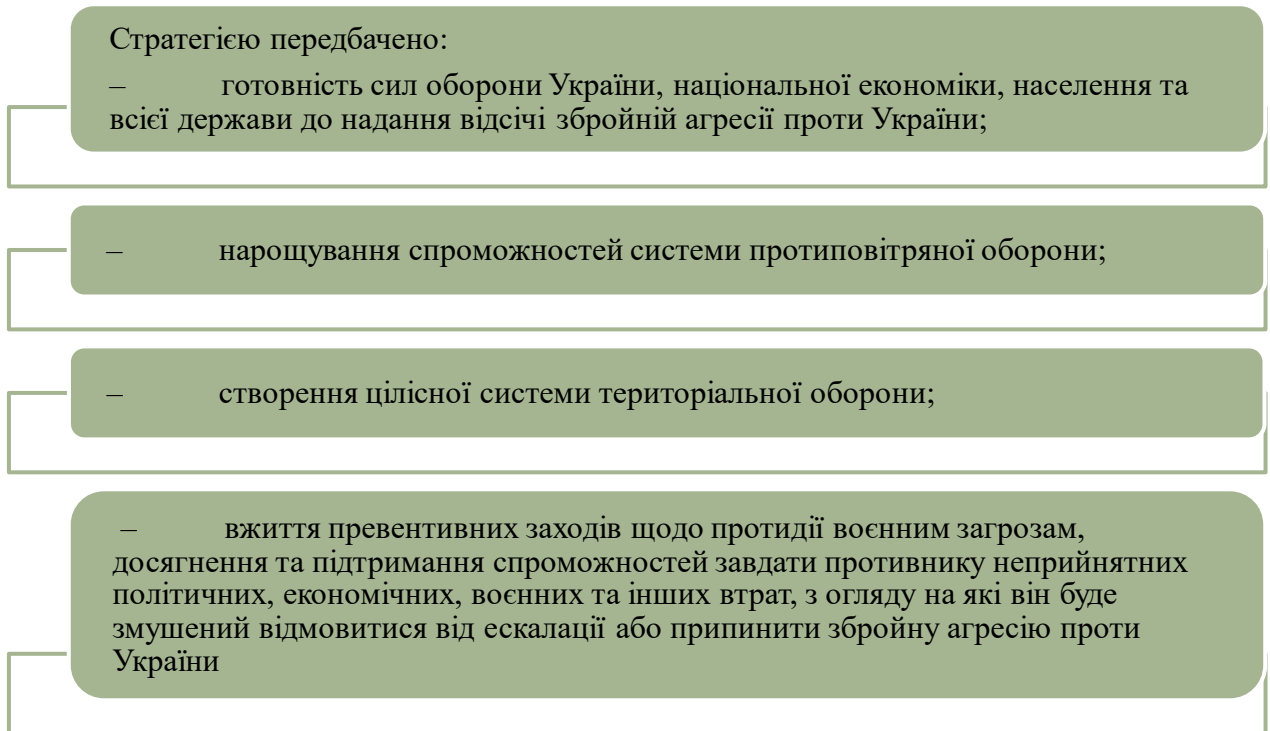 Стратегією передбачено:
– готовність сил оборони України, національної економіки, населення та
всієї держави до надання відсічі збройній агресії проти України;
– нарощування спроможностей системи протиповітряної оборони;
– створення цілісної системи територіальної оборони;
– вжиття превентивних заходів щодо протидії воєнним загрозам,
досягнення та підтримання спроможностей завдати противнику неприйнятних
політичних, економічних, воєнних та інших втрат, з огляду на які він буде
змушений відмовитися від ескалації або припинити збройну агресію проти
України